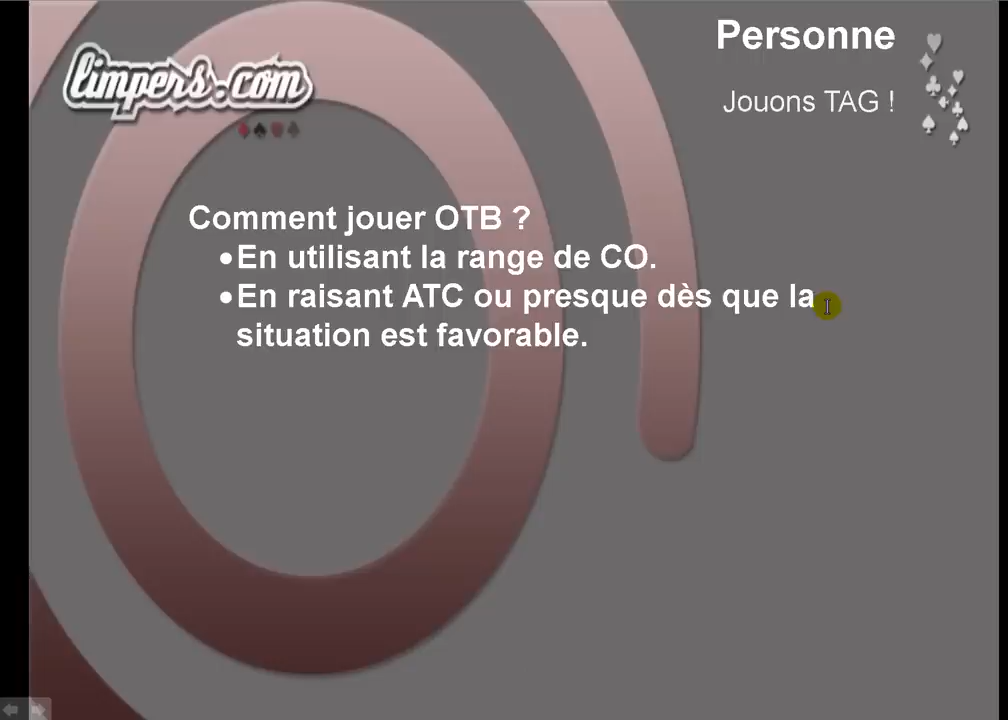 limpers.com
Personne
Jouons TAG !
Comment jouer OTB ?
•En utilisant la range de CO.
•En raisant ATC ou presque dès que la
situation est favorable.